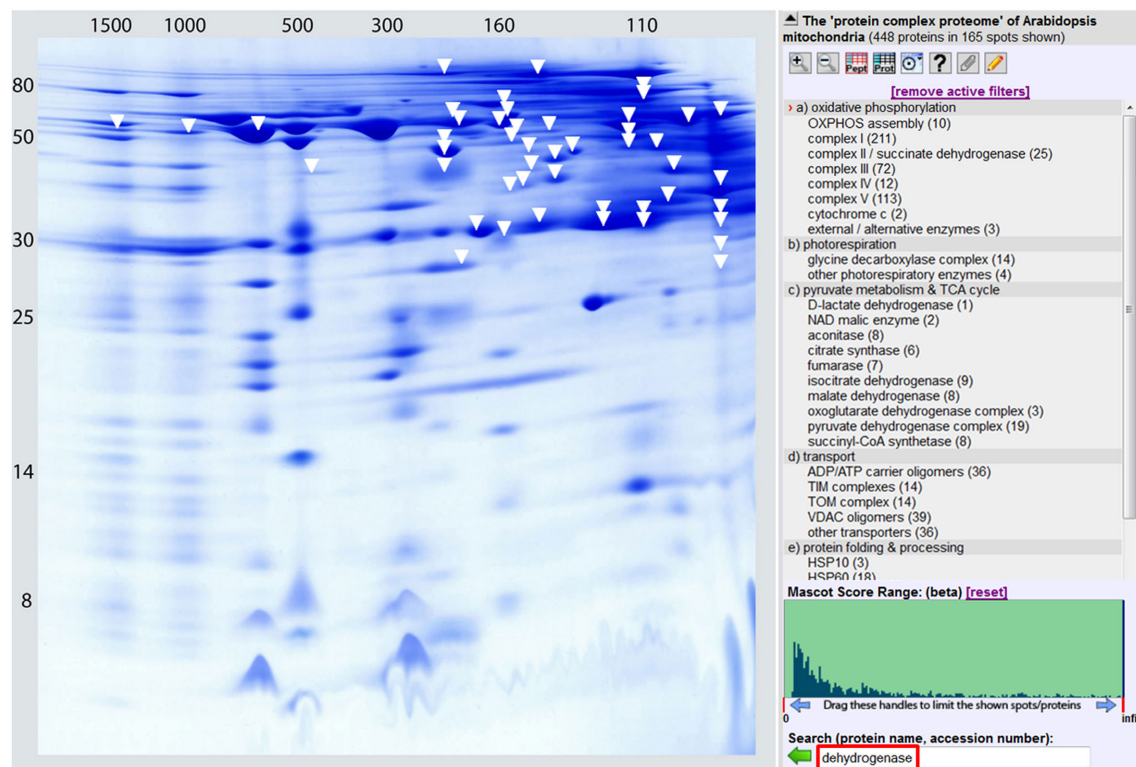 1500 1000 600 500 300 160 110
80
50
30
25
14
8
The 'protein complex proteome' of Arabidopsis
mitochondria (448 proteins in 165 spots shown)
Pept Prot ?
[remove active filters]
› a) oxidative phosphorylation
OXPHOS assembly (10)
complex I (211)
complex II / succinate dehydrogenase (25)
complex III (72)
complex IV (12)
complex V (113)
cytochrome c (2)
external / alternative enzymes (3)
b) photorespiration
glycine decarboxylase complex (14)
other photorespiratory enzymes (4)
c) pyruvate metabolism & TCA cycle
D-lactate dehydrogenase (1)
NAD malic enzyme (2)
aconitase (8)
citrate synthase (6)
fumarase (7)
isocitrate dehydrogenase (9)
malate dehydrogenase (8)
oxoglutarate dehydrogenase complex (3)
pyruvate dehydrogenase complex (19)
succinyl-CoA synthetase (8)
d) transport
ADP/ATP carrier oligomers (36)
TIM complexes (14)
TOM complex (14)
VDAC oligomers (39)
other transporters (36)
e) protein folding & processing
HSP10 (3)
HSP60 (18)
Mascot Score Range: (beta) [reset]
Drag these handles to limit the shown spots/proteins
0 infi
Search (protein name, accession number):
dehydrogenase